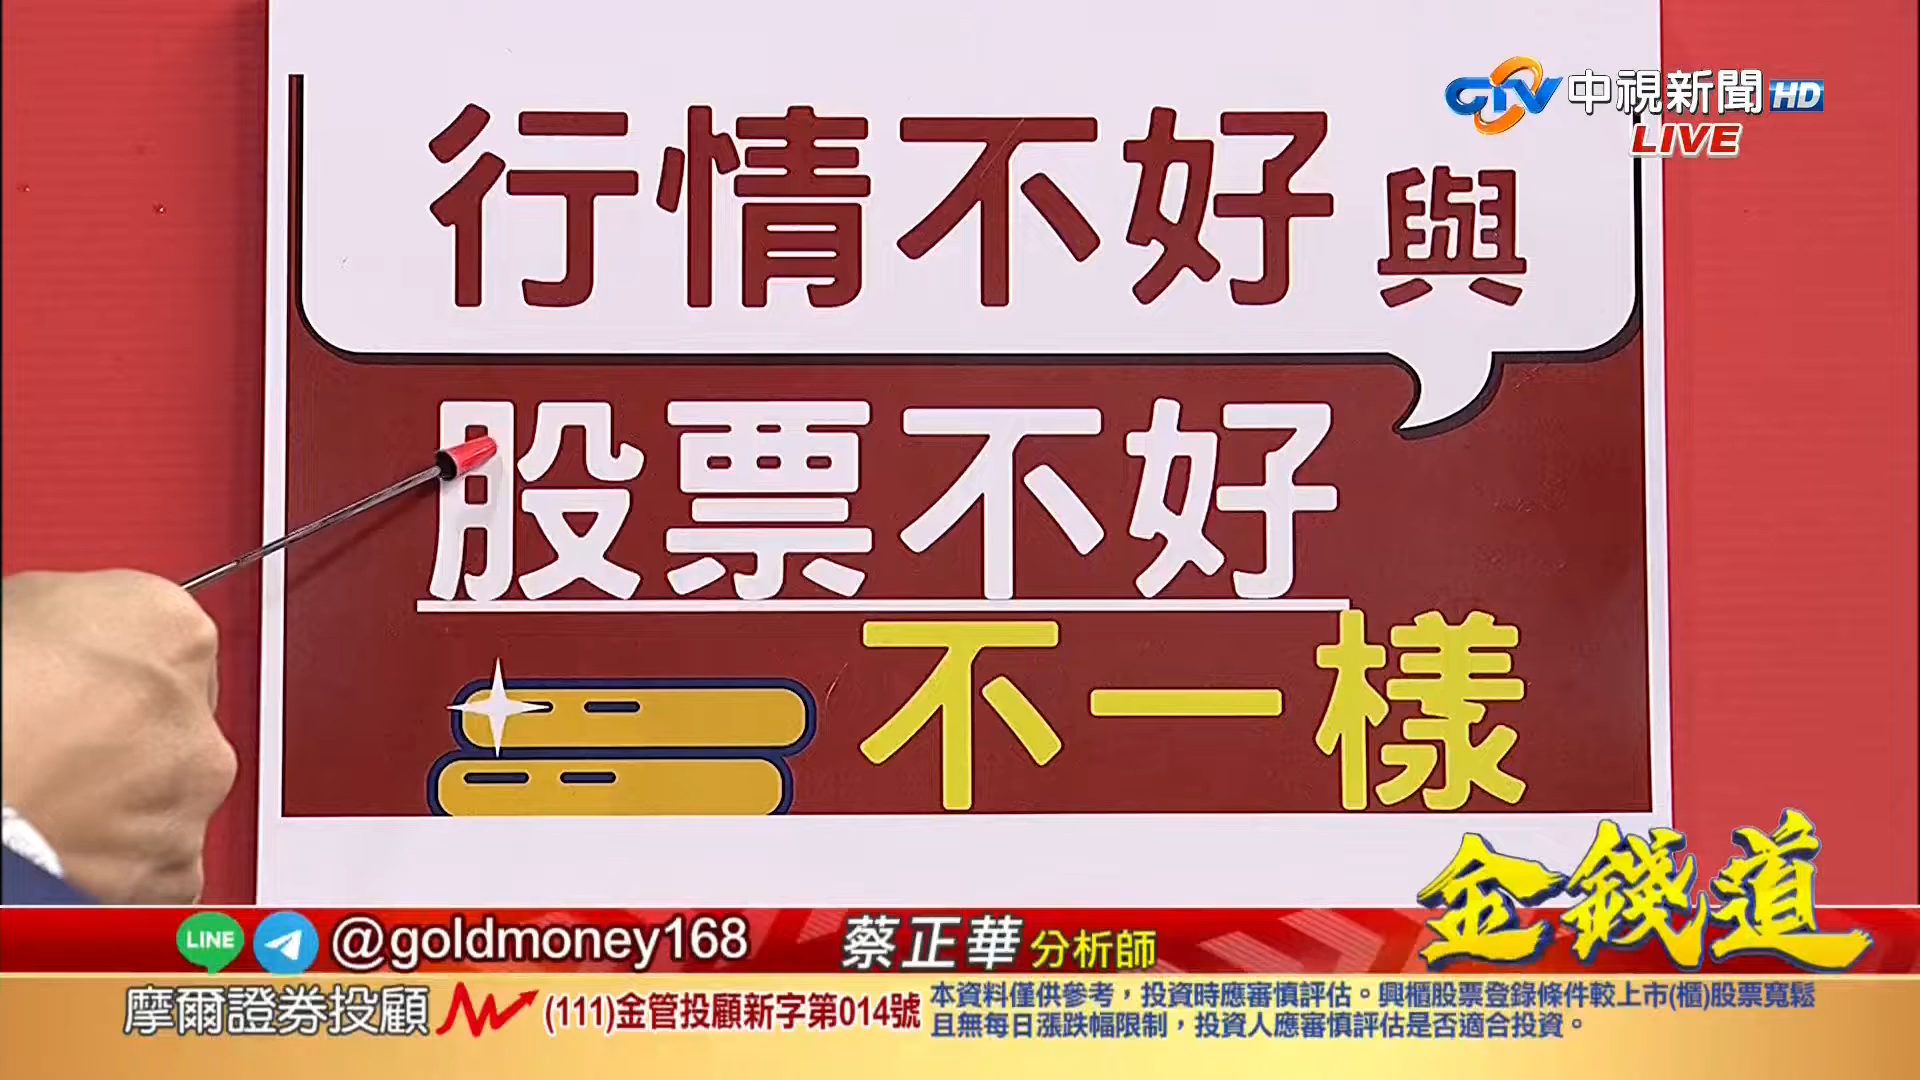 行情不好與
股票不好
不一樣
CTV中視新聞HD
LIVE
金錢道
LINE @goldmoney168 蔡正華 分析師
摩爾證券投顧 (111)金管投顧新字第014號
本資料僅供參考，投資時應審慎評估。興櫃股票登錄條件較上市(櫃)股票寬鬆
且無每日漲跌幅限制，投資人應審慎評估是否適合投資。